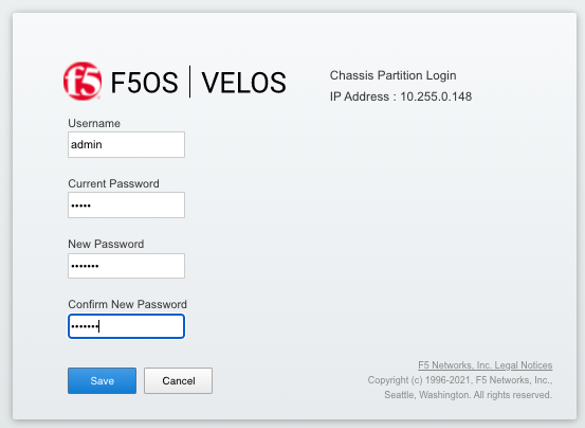 f5 F5OS | VELOS
Chassis Partition Login
IP Address : 10.255.0.148
Username
admin
Current Password
•••••
New Password
•••••••
Confirm New Password
•••••••
Save
Cancel
F5 Networks, Inc. Legal Notices
Copyright (c) 1996-2021, F5 Networks, Inc.,
Seattle, Washington. All rights reserved.